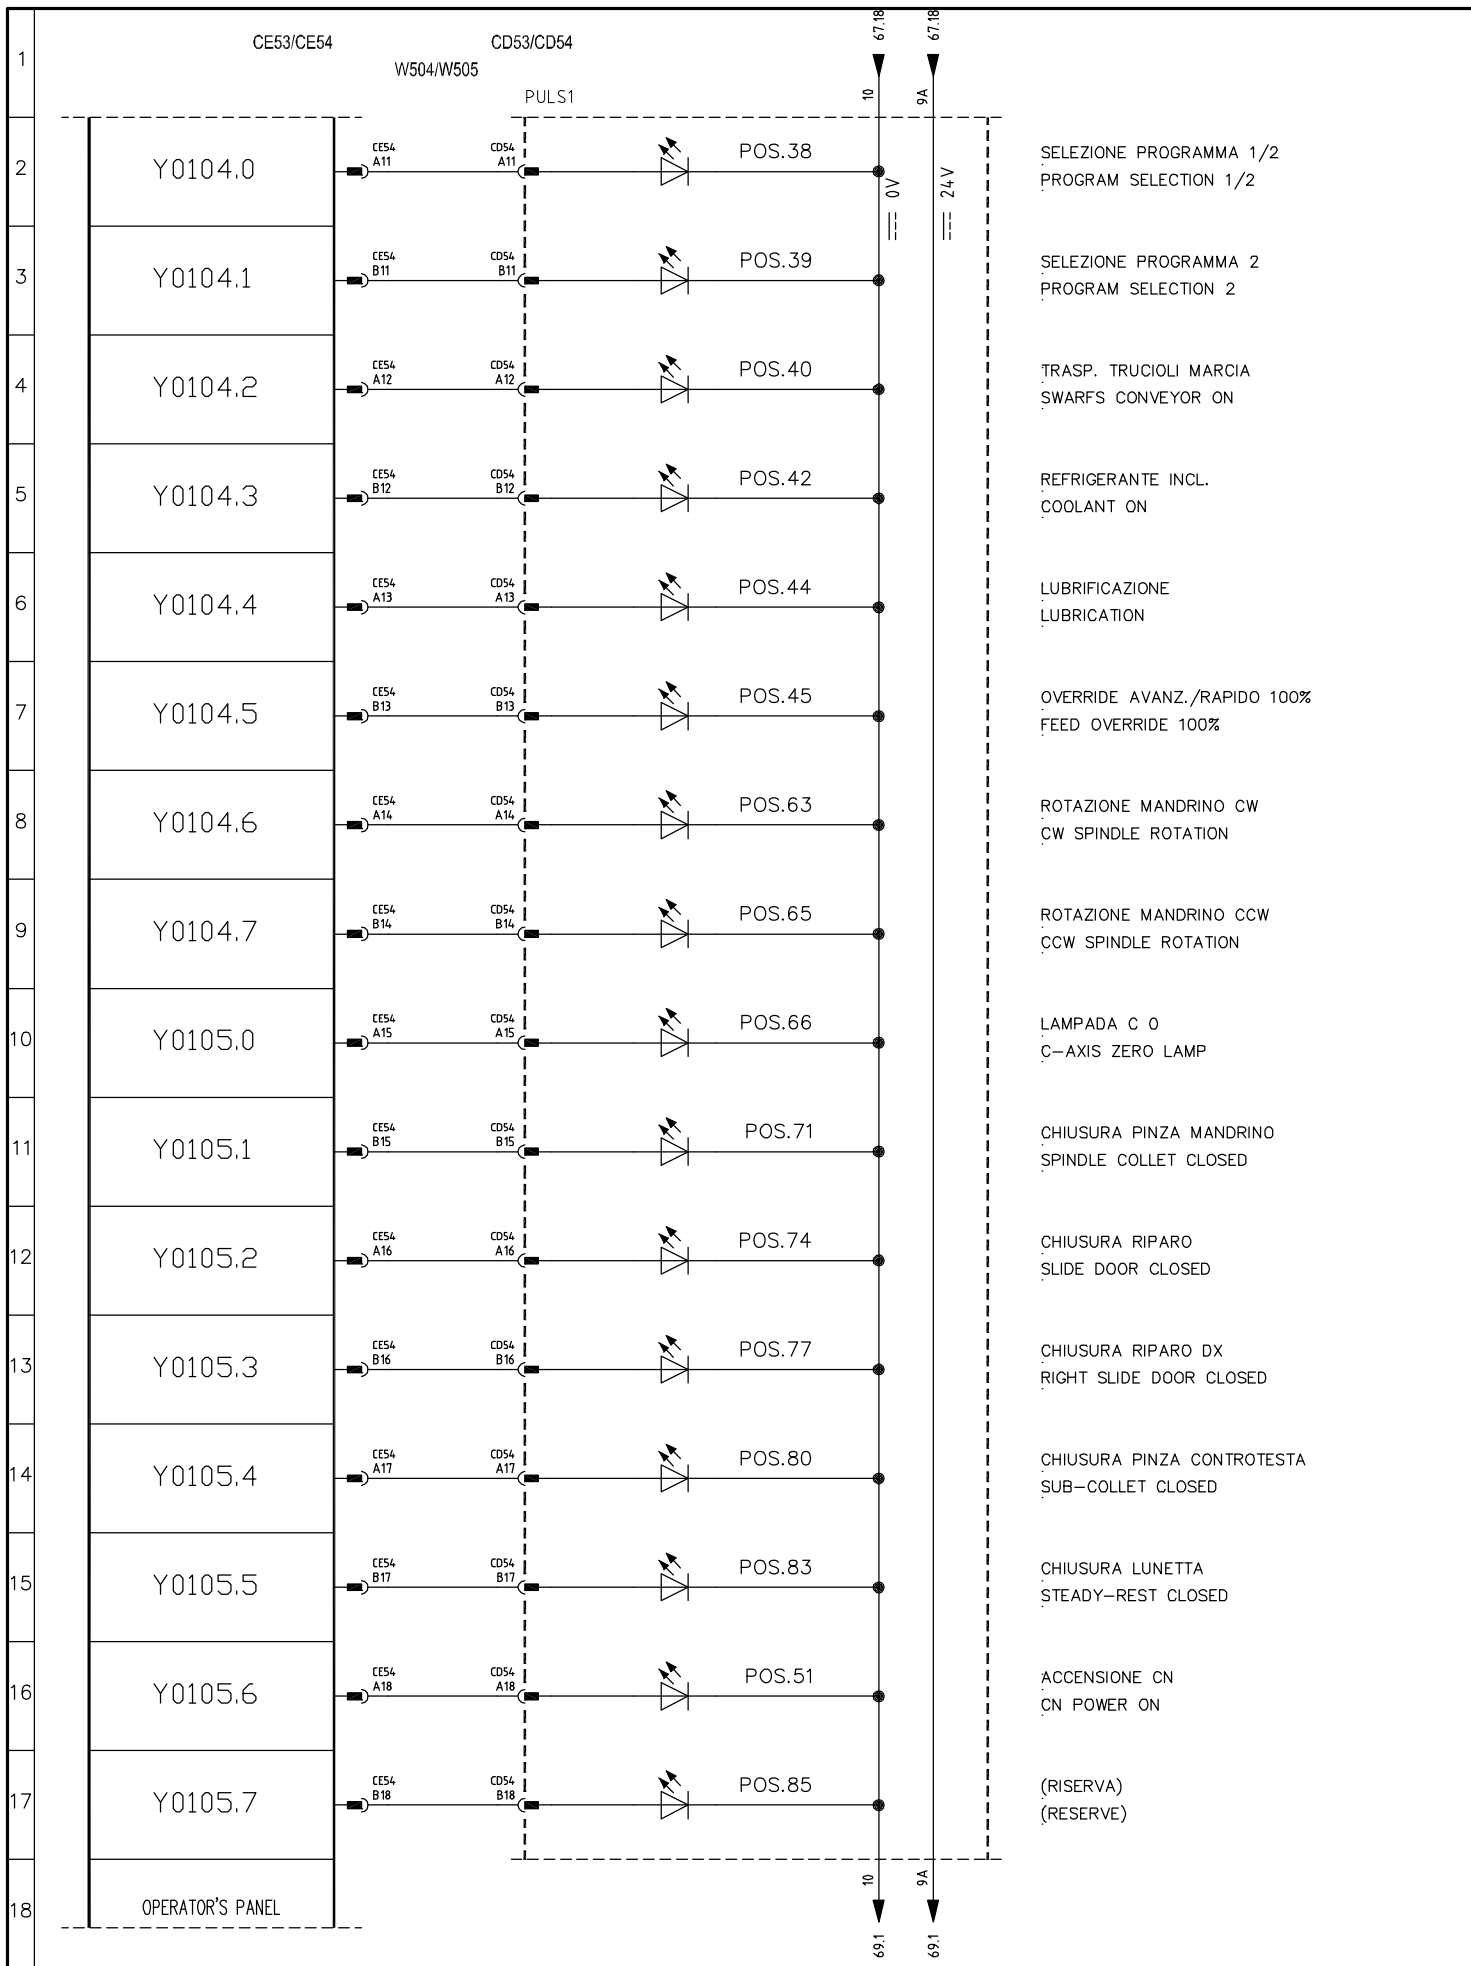 CE53/CE54
CD53/CD54
67.18
67.18
1
W504/W505
PULS1
10
9A
2
Y0104.0
CE54
A11
CD54
A11
POS.38
SELEZIONE PROGRAMMA 1/2
PROGRAM SELECTION 1/2
0V
24V
3
Y0104.1
CE54
B11
CD54
B11
POS.39
SELEZIONE PROGRAMMA 2
PROGRAM SELECTION 2
4
Y0104.2
CE54
A12
CD54
A12
POS.40
TRASP. TRUCIOLI MARCIA
SWARFS CONVEYOR ON
5
Y0104.3
CE54
B12
CD54
B12
POS.42
REFRIGERANTE INCL.
COOLANT ON
6
Y0104.4
CE54
A13
CD54
A13
POS.44
LUBRIFICAZIONE
LUBRICATION
7
Y0104.5
CE54
B13
CD54
B13
POS.45
OVERRIDE AVANZ./RAPIDO 100%
FEED OVERRIDE 100%
8
Y0104.6
CE54
A14
CD54
A14
POS.63
ROTAZIONE MANDRINO CW
CW SPINDLE ROTATION
9
Y0104.7
CE54
B14
CD54
B14
POS.65
ROTAZIONE MANDRINO CCW
CCW SPINDLE ROTATION
10
Y0105.0
CE54
A15
CD54
A15
POS.66
LAMPADA C 0
C-AXIS ZERO LAMP
11
Y0105.1
CE54
B15
CD54
B15
POS.71
CHIUSURA PINZA MANDRINO
SPINDLE COLLET CLOSED
12
Y0105.2
CE54
A16
CD54
A16
POS.74
CHIUSURA RIPARO
SLIDE DOOR CLOSED
13
Y0105.3
CE54
B16
CD54
B16
POS.77
CHIUSURA RIPARO DX
RIGHT SLIDE DOOR CLOSED
14
Y0105.4
CE54
A17
CD54
A17
POS.80
CHIUSURA PINZA CONTROTESTA
SUB-COLLET CLOSED
15
Y0105.5
CE54
B17
CD54
B17
POS.83
CHIUSURA LUNETTA
STEADY-REST CLOSED
16
Y0105.6
CE54
A18
CD54
A18
POS.51
ACCENSIONE CN
CN POWER ON
17
Y0105.7
CE54
B18
CD54
B18
POS.85
(RISERVA)
(RESERVE)
10
9A
18
OPERATOR'S PANEL
69.1
69.1